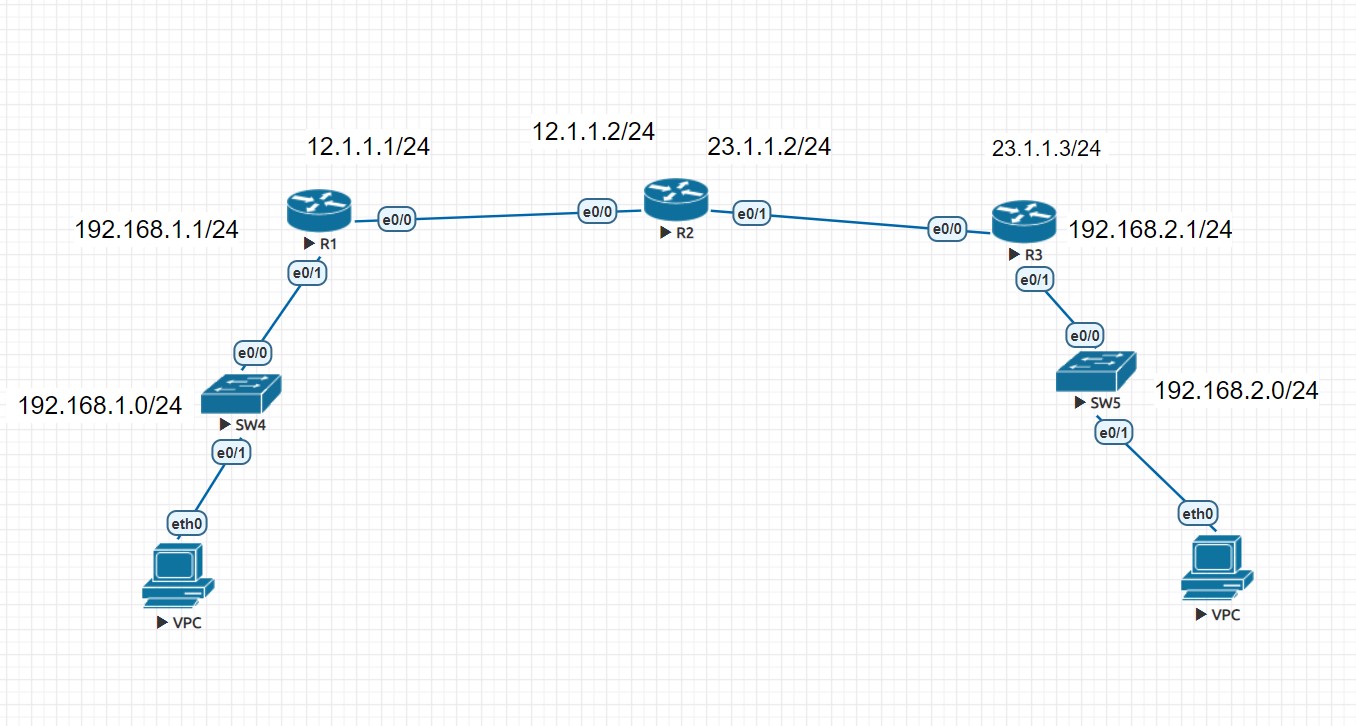 12.1.1.1/24
12.1.1.2/24
23.1.1.2/24
23.1.1.3/24
192.168.1.1/24
R1
e0/0
e0/0
R2
e0/1
e0/0
R3
192.168.2.1/24
e0/1
e0/1
e0/0
e0/0
192.168.1.0/24
SW4
SW5
192.168.2.0/24
e0/1
e0/1
eth0
eth0
VPC
VPC